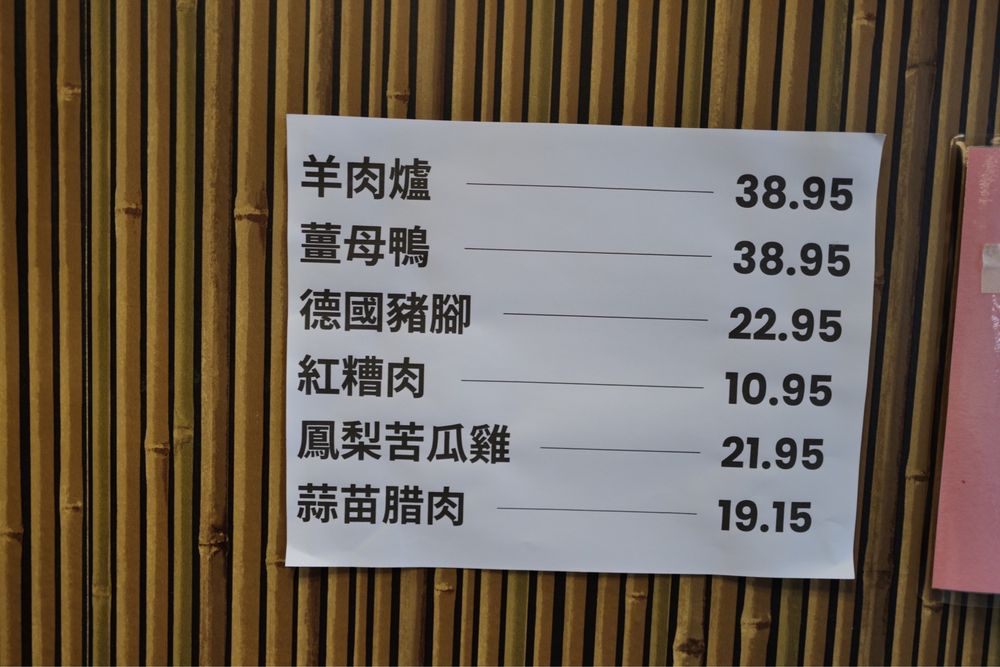 羊肉爐 38.95
薑母鴨 38.95
德國豬腳 22.95
紅糟肉 10.95
鳳梨苦瓜雞 21.95
蒜苗腊肉 19.15